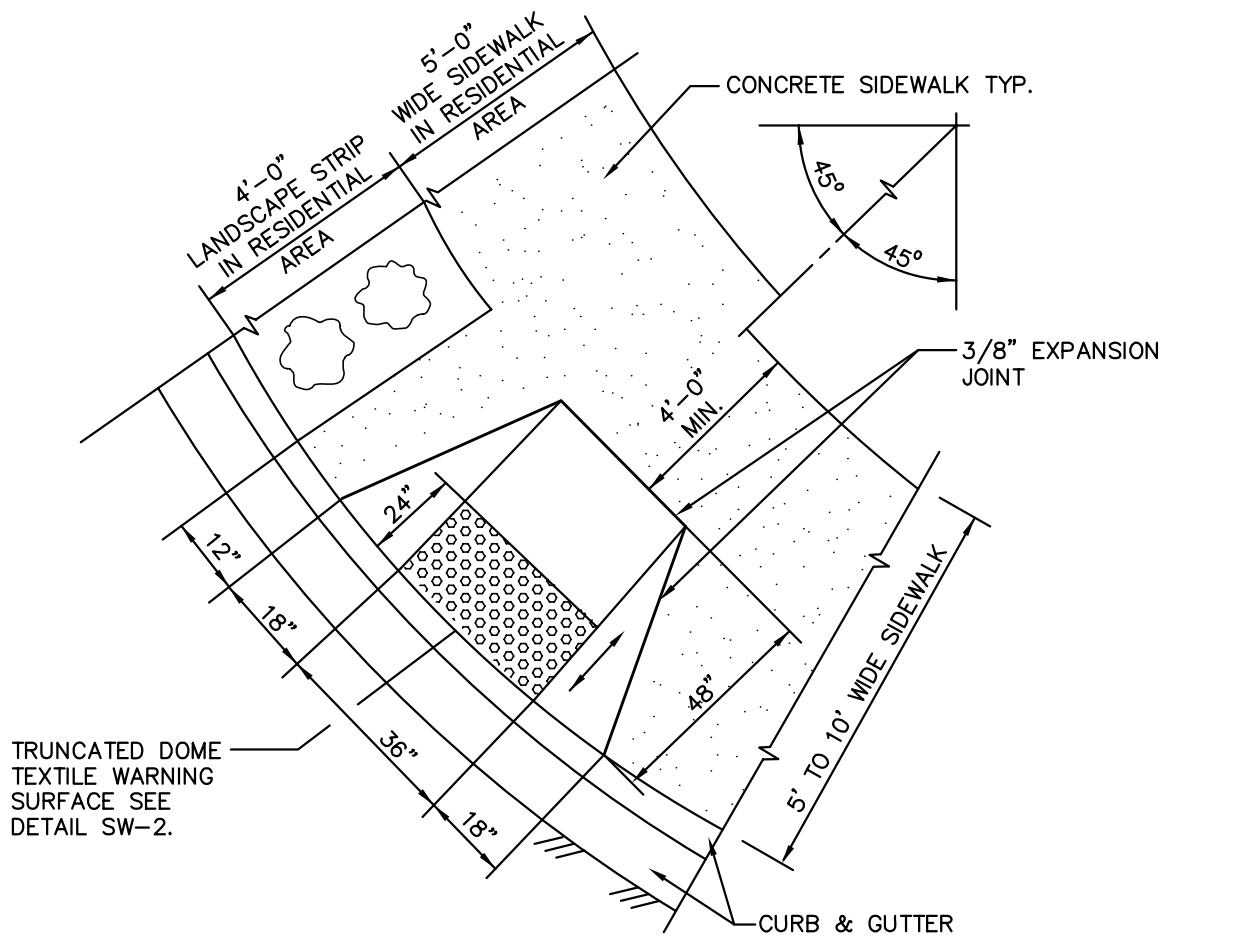 5'-0"
WIDE SIDEWALK
IN RESIDENTIAL
AREA
4'-0"
LANDSCAPE STRIP
IN RESIDENTIAL
AREA
CONCRETE SIDEWALK TYP.
45°
45°
3/8" EXPANSION
JOINT
4'-0"
MIN.
24"
12"
18"
36"
18"
48"
5' TO 10' WIDE SIDEWALK
TRUNCATED DOME
TEXTILE WARNING
SURFACE SEE
DETAIL SW-2.
CURB & GUTTER